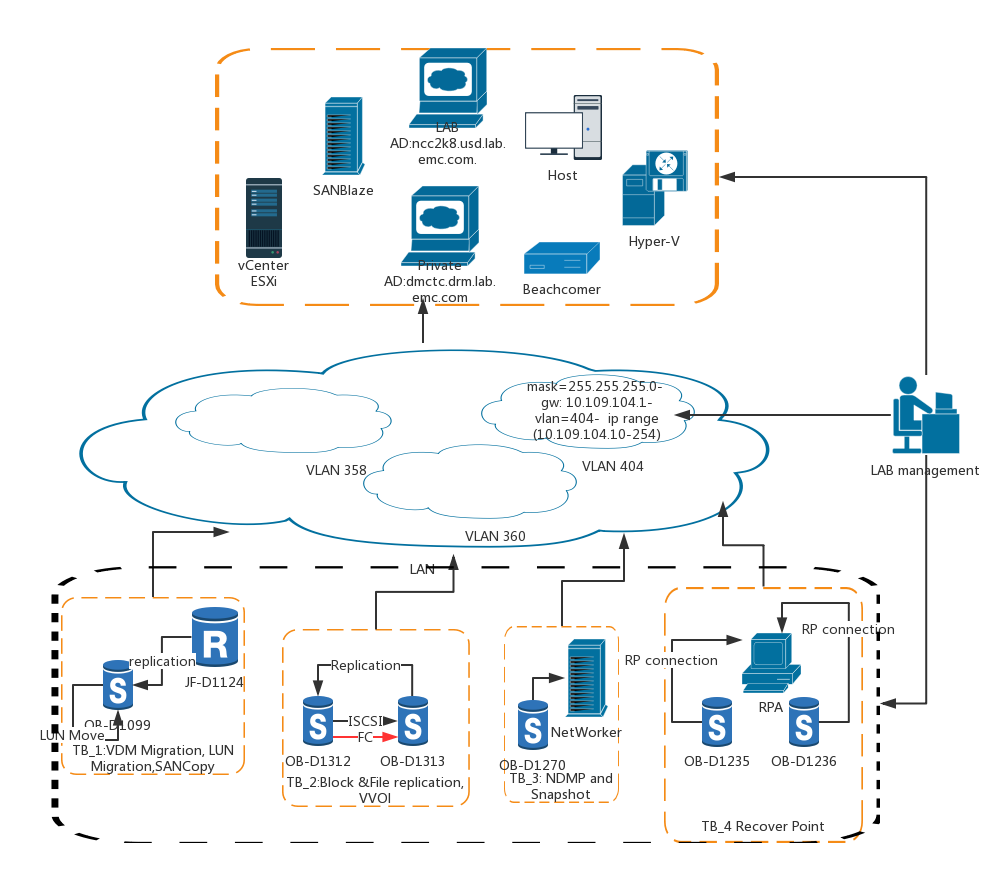 LAB
AD:ncc2k8.usd.lab.
emc.com.
SANBlaze
Host
Hyper-V
vCenter
ESXi
Private
AD:dmctc.drm.lab.
emc.com
Beachcomer
mask=255.255.255.0-
gw: 10.109.104.1-
vlan=404- ip range
(10.109.104.10-254)
VLAN 358
VLAN 404
VLAN 360
LAN
LAB management
replication
R
JF-D1124
S
OB-D1099
LUN Move
TB_1:VDM Migration, LUN
Migration,SANCopy
Replication
S
S
ISCSI
FC
OB-D1312
OB-D1313
TB_2:Block &File replication,
VVOl
S
NetWorker
OB-D1270
TB_3: NDMP and
Snapshot
RP connection
RP connection
RPA
S
S
OB-D1235
OB-D1236
TB_4 Recover Point